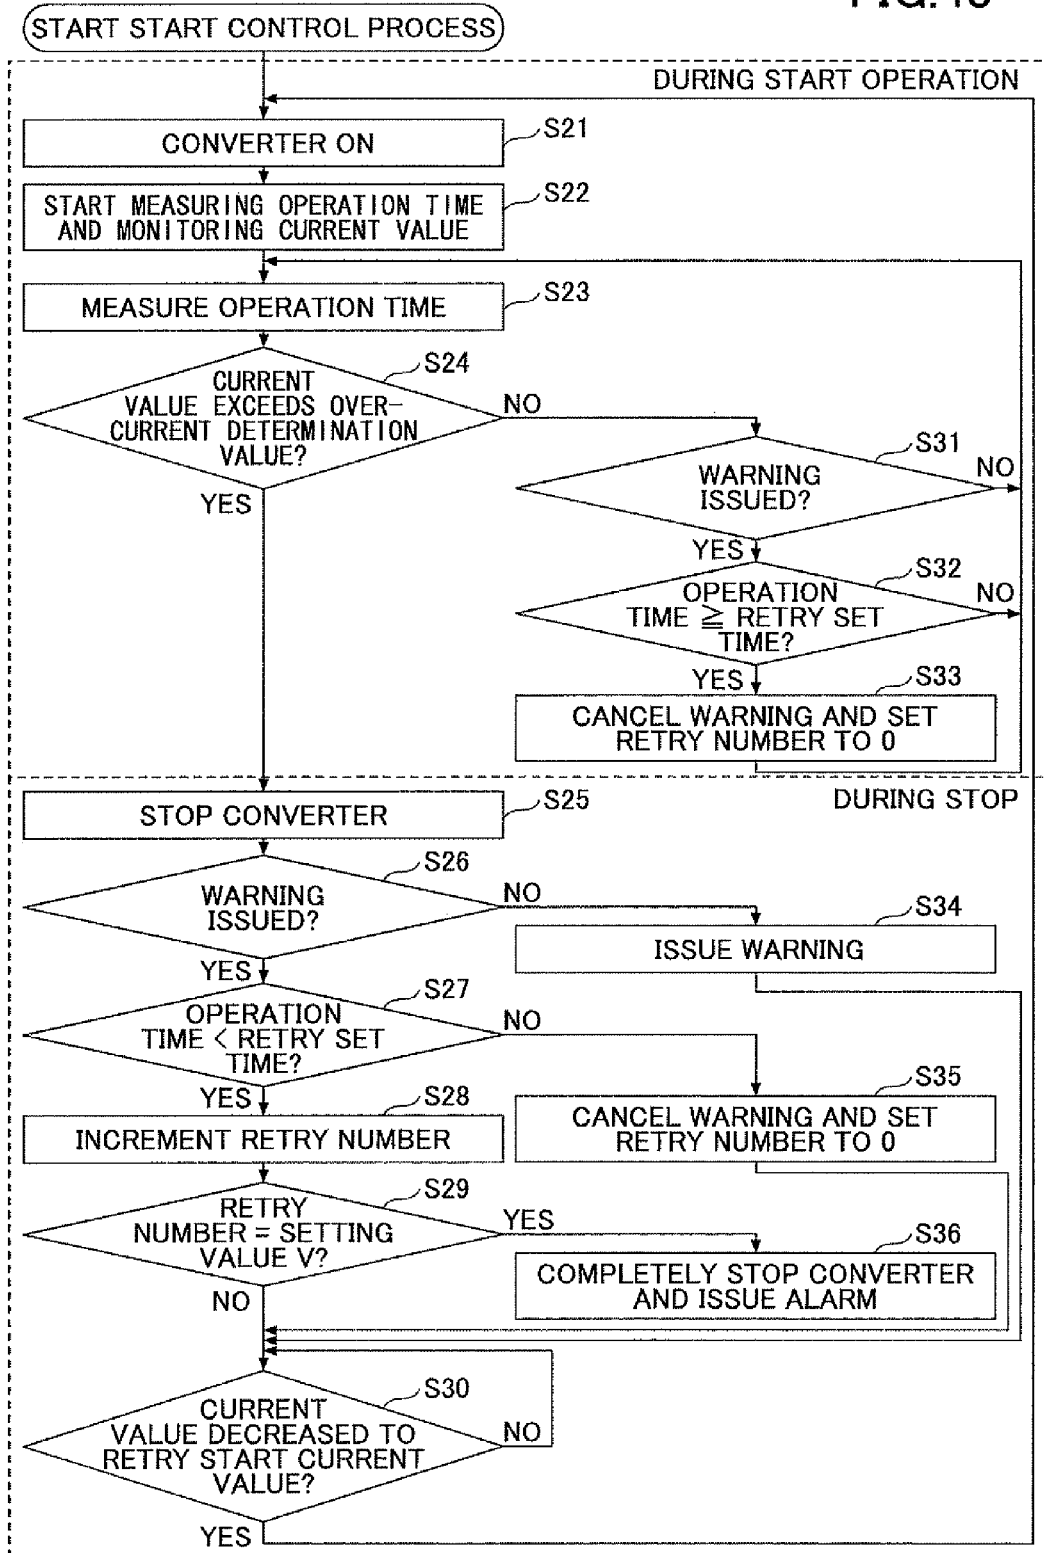 START START CONTROL PROCESS
DURING START OPERATION
CONVERTER ON
S21
START MEASURING OPERATION TIME
AND MONITORING CURRENT VALUE
S22
MEASURE OPERATION TIME
S23
CURRENT
VALUE EXCEEDS OVER-
CURRENT DETERMINATION
VALUE?
S24
NO
YES
WARNING
ISSUED?
S31
NO
YES
OPERATION
TIME ≧ RETRY SET
TIME?
S32
NO
YES
CANCEL WARNING AND SET
RETRY NUMBER TO 0
S33
DURING STOP
STOP CONVERTER
S25
WARNING
ISSUED?
S26
NO
YES
ISSUE WARNING
S34
OPERATION
TIME < RETRY SET
TIME?
S27
NO
YES
CANCEL WARNING AND SET
RETRY NUMBER TO 0
S35
INCREMENT RETRY NUMBER
S28
RETRY
NUMBER = SETTING
VALUE V?
S29
YES
NO
COMPLETELY STOP CONVERTER
AND ISSUE ALARM
S36
CURRENT
VALUE DECREASED TO
RETRY START CURRENT
VALUE?
S30
NO
YES